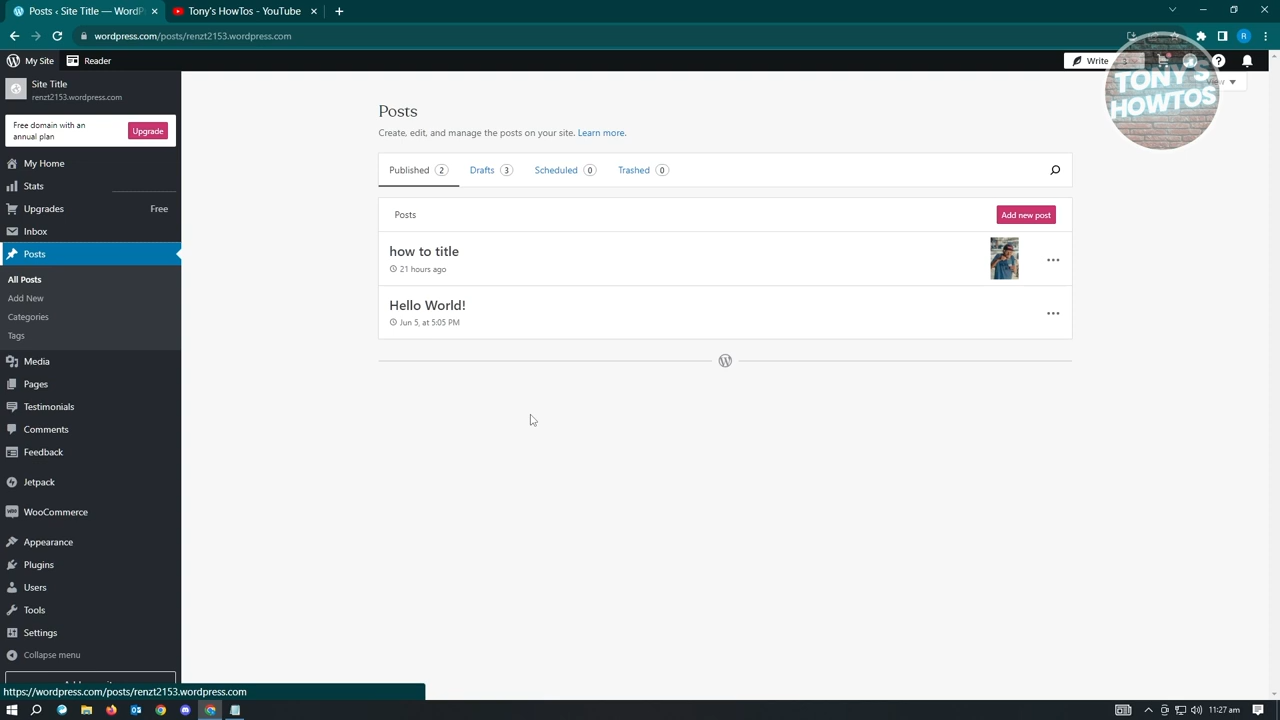 Posts ‹ Site Title — WordP
Tony's HowTos - YouTube
wordpress.com/posts/renzt2153.wordpress.com
R
My Site
Reader
Write
Site Title
renzt2153.wordpress.com
Free domain with an
annual plan
Upgrade
View
TONY'S
HOWTOS
My Home
Stats
Upgrades
Free
Inbox
Posts
All Posts
Add New
Categories
Tags
Media
Pages
Testimonials
Comments
Feedback
Jetpack
WooCommerce
Appearance
Plugins
Users
Tools
Settings
Collapse menu
Posts
Create, edit, and manage the posts on your site. Learn more.
Published 2
Drafts 3
Scheduled 0
Trashed 0
Posts
Add new post
how to title
21 hours ago
Hello World!
Jun 5, at 5:05 PM
https://wordpress.com/posts/renzt2153.wordpress.com
11:27 am